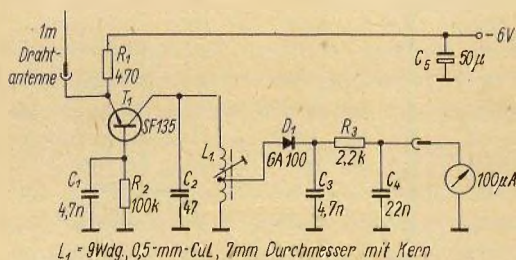 1m
Draht-
antenne
R1
470
-6V
C5
50µ
T1
SF135
L1
D1
GA100
R3
2,2k
100µA
C1
4,7n
R2
100k
C2
47
C3
4,7n
C4
22n
L1 = 9Wdg., 0,5-mm-CuL, 7mm Durchmesser mit Kern